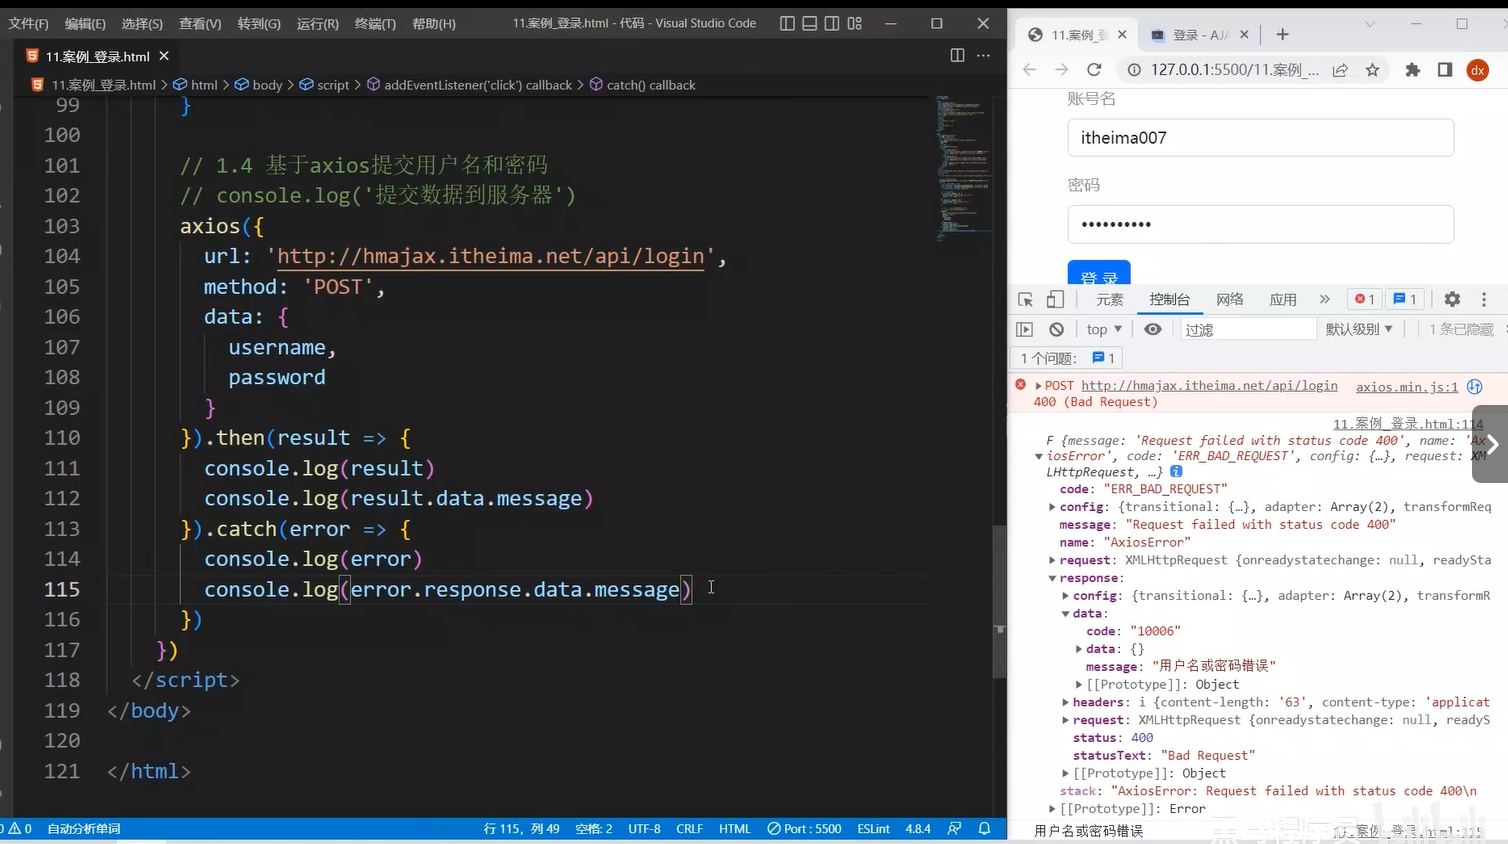 文件(F) 编辑(E) 选择(S) 查看(V) 转到(G) 运行(R) 终端(T) 帮助(H) 11.案例_登录.html - 代码 - Visual Studio Code
11.案例_登录.html
11.案例_登录.html > html > body > script > addEventListener('click') callback > catch() callback
99 }
100
101 // 1.4 基于axios提交用户名和密码
102 // console.log('提交数据到服务器')
103 axios({
104 url: 'http://hmajax.itheima.net/api/login',
105 method: 'POST',
106 data: {
107 username,
108 password
109 }
110 }).then(result => {
111 console.log(result)
112 console.log(result.data.message)
113 }).catch(error => {
114 console.log(error)
115 console.log(error.response.data.message)
116 })
117 })
118 </script>
119 </body>
120
121 </html>
0 自动分析单词 行 115，列 49 空格: 2 UTF-8 CRLF HTML Port : 5500 ESLint 4.8.4
11.案例_登 登录 - AJA
127.0.0.1:5500/11.案例_... dx
账号名
itheima007
密码
••••••••••
登 录
元素 控制台 网络 应用 » 1 1
top 过滤 默认级别 1 条已隐藏
1 个问题: 1
POST http://hmajax.itheima.net/api/login axios.min.js:1
400 (Bad Request)
11.案例_登录.html:114
F {message: 'Request failed with status code 400', name: 'Ax
iosError', code: 'ERR_BAD_REQUEST', config: {…}, request: XM
LHttpRequest, …}
code: "ERR_BAD_REQUEST"
config: {transitional: {…}, adapter: Array(2), transformReq
message: "Request failed with status code 400"
name: "AxiosError"
request: XMLHttpRequest {onreadystatechange: null, readySta
response:
config: {transitional: {…}, adapter: Array(2), transformR
data:
code: "10006"
data: {}
message: "用户名或密码错误"
[[Prototype]]: Object
headers: i {content-length: '63', content-type: 'applicat
request: XMLHttpRequest {onreadystatechange: null, readyS
status: 400
statusText: "Bad Request"
[[Prototype]]: Object
stack: "AxiosError: Request failed with status code 400\n
[[Prototype]]: Error
用户名或密码错误 11.案例_登录.html:115